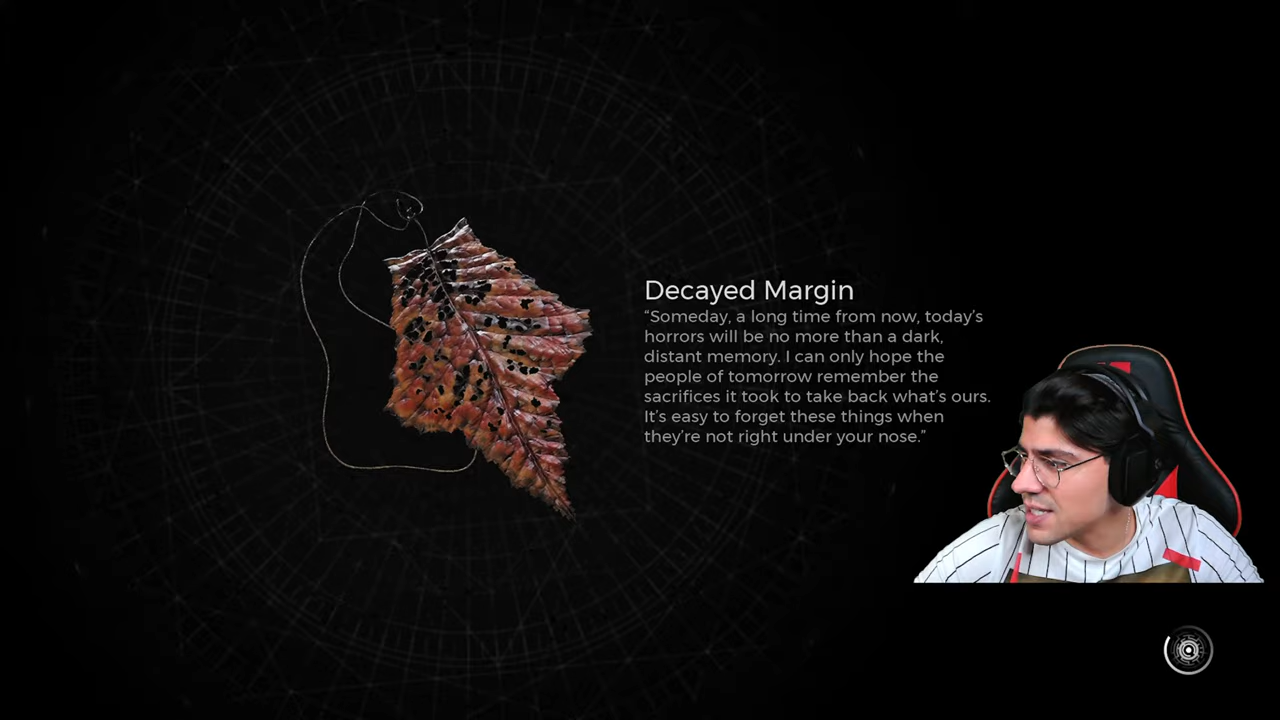 Decayed Margin
“Someday, a long time from now, today’s
horrors will be no more than a dark,
distant memory. I can only hope the
people of tomorrow remember the
sacrifices it took to take back what’s ours.
It’s easy to forget these things when
they’re not right under your nose.”